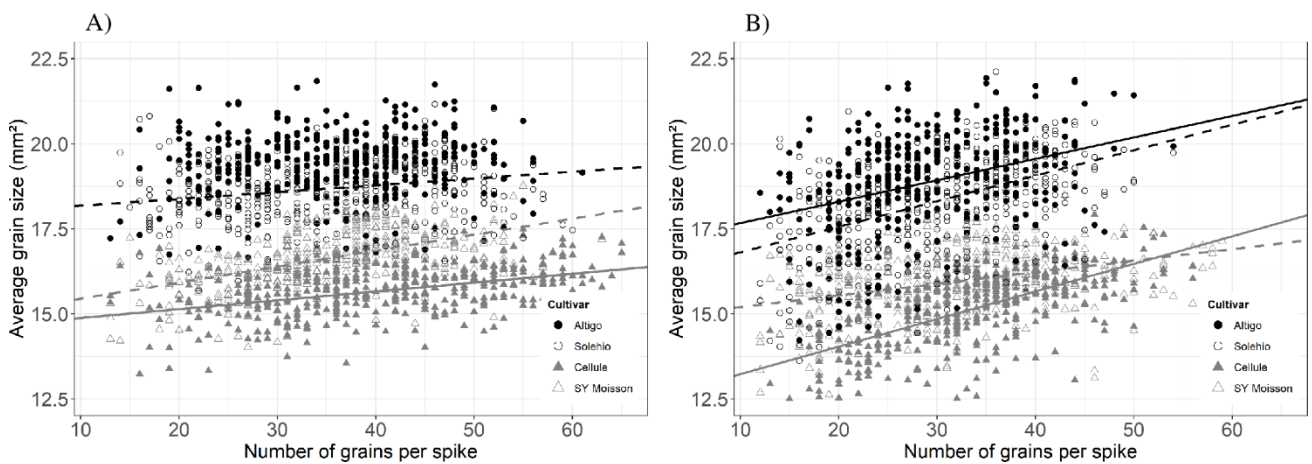 A)
22.5
20.0
17.5
15.0
12.5
Average grain size (mm²)
Cultivar
Altigo
Solehio
Cellule
SY Moisson
10 20 30 40 50 60
Number of grains per spike
B)
22.5
20.0
17.5
15.0
12.5
Average grain size (mm²)
Cultivar
Altigo
Solehio
Cellule
SY Moisson
10 20 30 40 50 60
Number of grains per spike